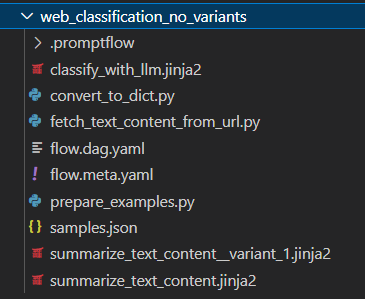 web_classification_no_variants
.promptflow
classify_with_llm.jinja2
convert_to_dict.py
fetch_text_content_from_url.py
flow.dag.yaml
flow.meta.yaml
prepare_examples.py
samples.json
summarize_text_content__variant_1.jinja2
summarize_text_content.jinja2